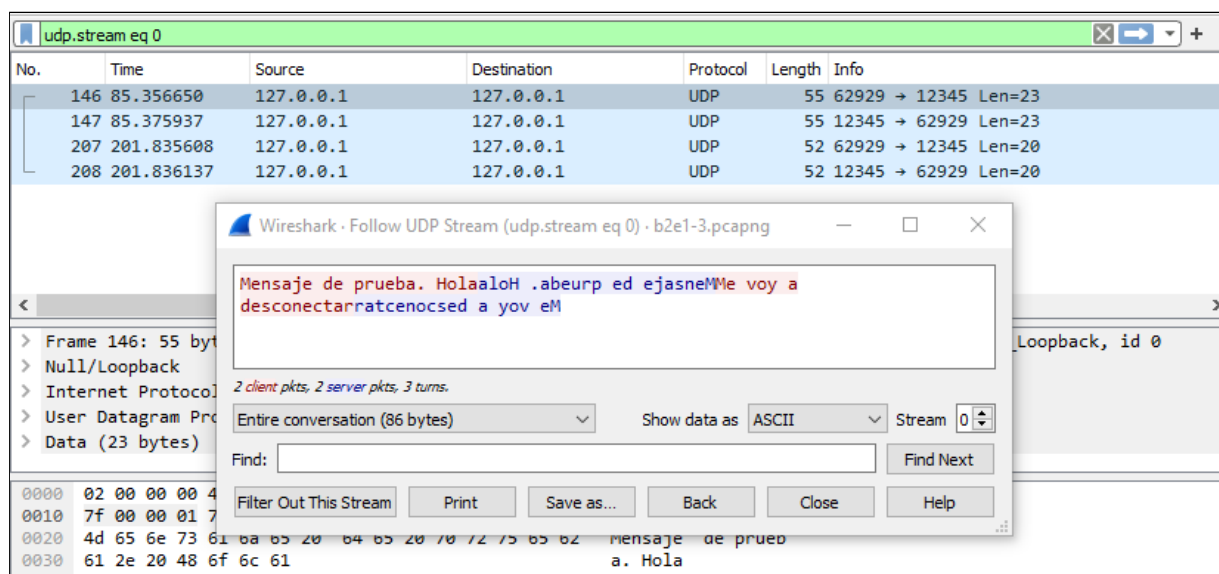 udp.stream eq 0
No. Time Source Destination Protocol Length Info
146 85.356650 127.0.0.1 127.0.0.1 UDP 55 62929 → 12345 Len=23
147 85.375937 127.0.0.1 127.0.0.1 UDP 55 12345 → 62929 Len=23
207 201.835608 127.0.0.1 127.0.0.1 UDP 52 62929 → 12345 Len=20
208 201.836137 127.0.0.1 127.0.0.1 UDP 52 12345 → 62929 Len=20
Wireshark · Follow UDP Stream (udp.stream eq 0) · b2e1-3.pcapng
Mensaje de prueba. HolaaloH .abeurp ed ejasneMMe voy a
desconectarratcenocsed a yov eM
2 client pkts, 2 server pkts, 3 turns.
Entire conversation (86 bytes) Show data as ASCII Stream 0
Find: Find Next
Filter Out This Stream Print Save as... Back Close Help
Frame 146: 55 byt _Loopback, id 0
Null/Loopback
Internet Protocol
User Datagram Pro
Data (23 bytes)
0000 02 00 00 00 4
0010 7f 00 00 01 7
0020 4d 65 6e 73 61 6a 65 20 64 65 20 70 72 75 65 62 Mensaje de prueb
0030 61 2e 20 48 6f 6c 61 a. Hola